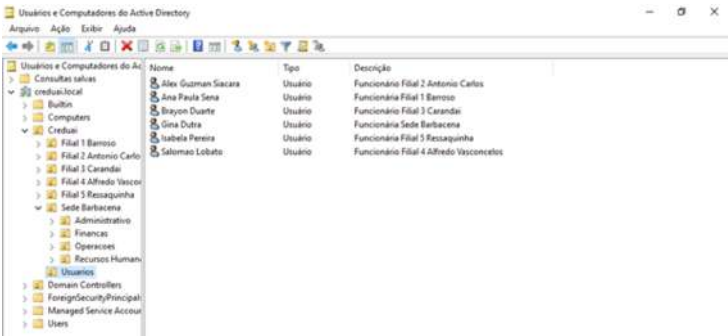 Usuários e Computadores do Active Directory
Arquivo Ação Exibir Ajuda
Usuários e Computadores do Ac
Consultas salvas
creduai.local
Builtin
Computers
Creduai
Filial 1 Barroso
Filial 2 Antonio Carlo
Filial 3 Carandai
Filial 4 Alfredo Vascor
Filial 5 Ressaquinha
Sede Barbacena
Administrativo
Financas
Operacoes
Recursos Human
Usuarios
Domain Controllers
ForeignSecurityPrincipals
Managed Service Accour
Users
Nome Tipo Descrição
Alex Guzman Siacara Usuário Funcionário Filial 2 Antonio Carlos
Ana Paula Sena Usuário Funcionário Filial 1 Barroso
Brayon Duarte Usuário Funcionário Filial 3 Carandai
Gina Dutra Usuário Funcionária Sede Barbacena
Isabela Pereira Usuário Funcionária Filial 5 Ressaquinha
Salomao Lobato Usuário Funcionário Filial 4 Alfredo Vasconcelos